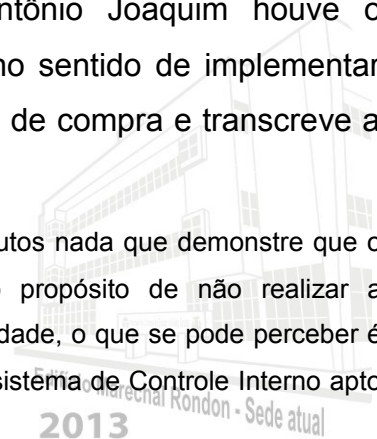 ntônio Joaquim houve o
no sentido de implementar
de compra e transcreve a
utos nada que demonstre que o
propósito de não realizar a
dade, o que se pode perceber é
sistema de Controle Interno apto
Marechal Rondon - Sede atual
2013